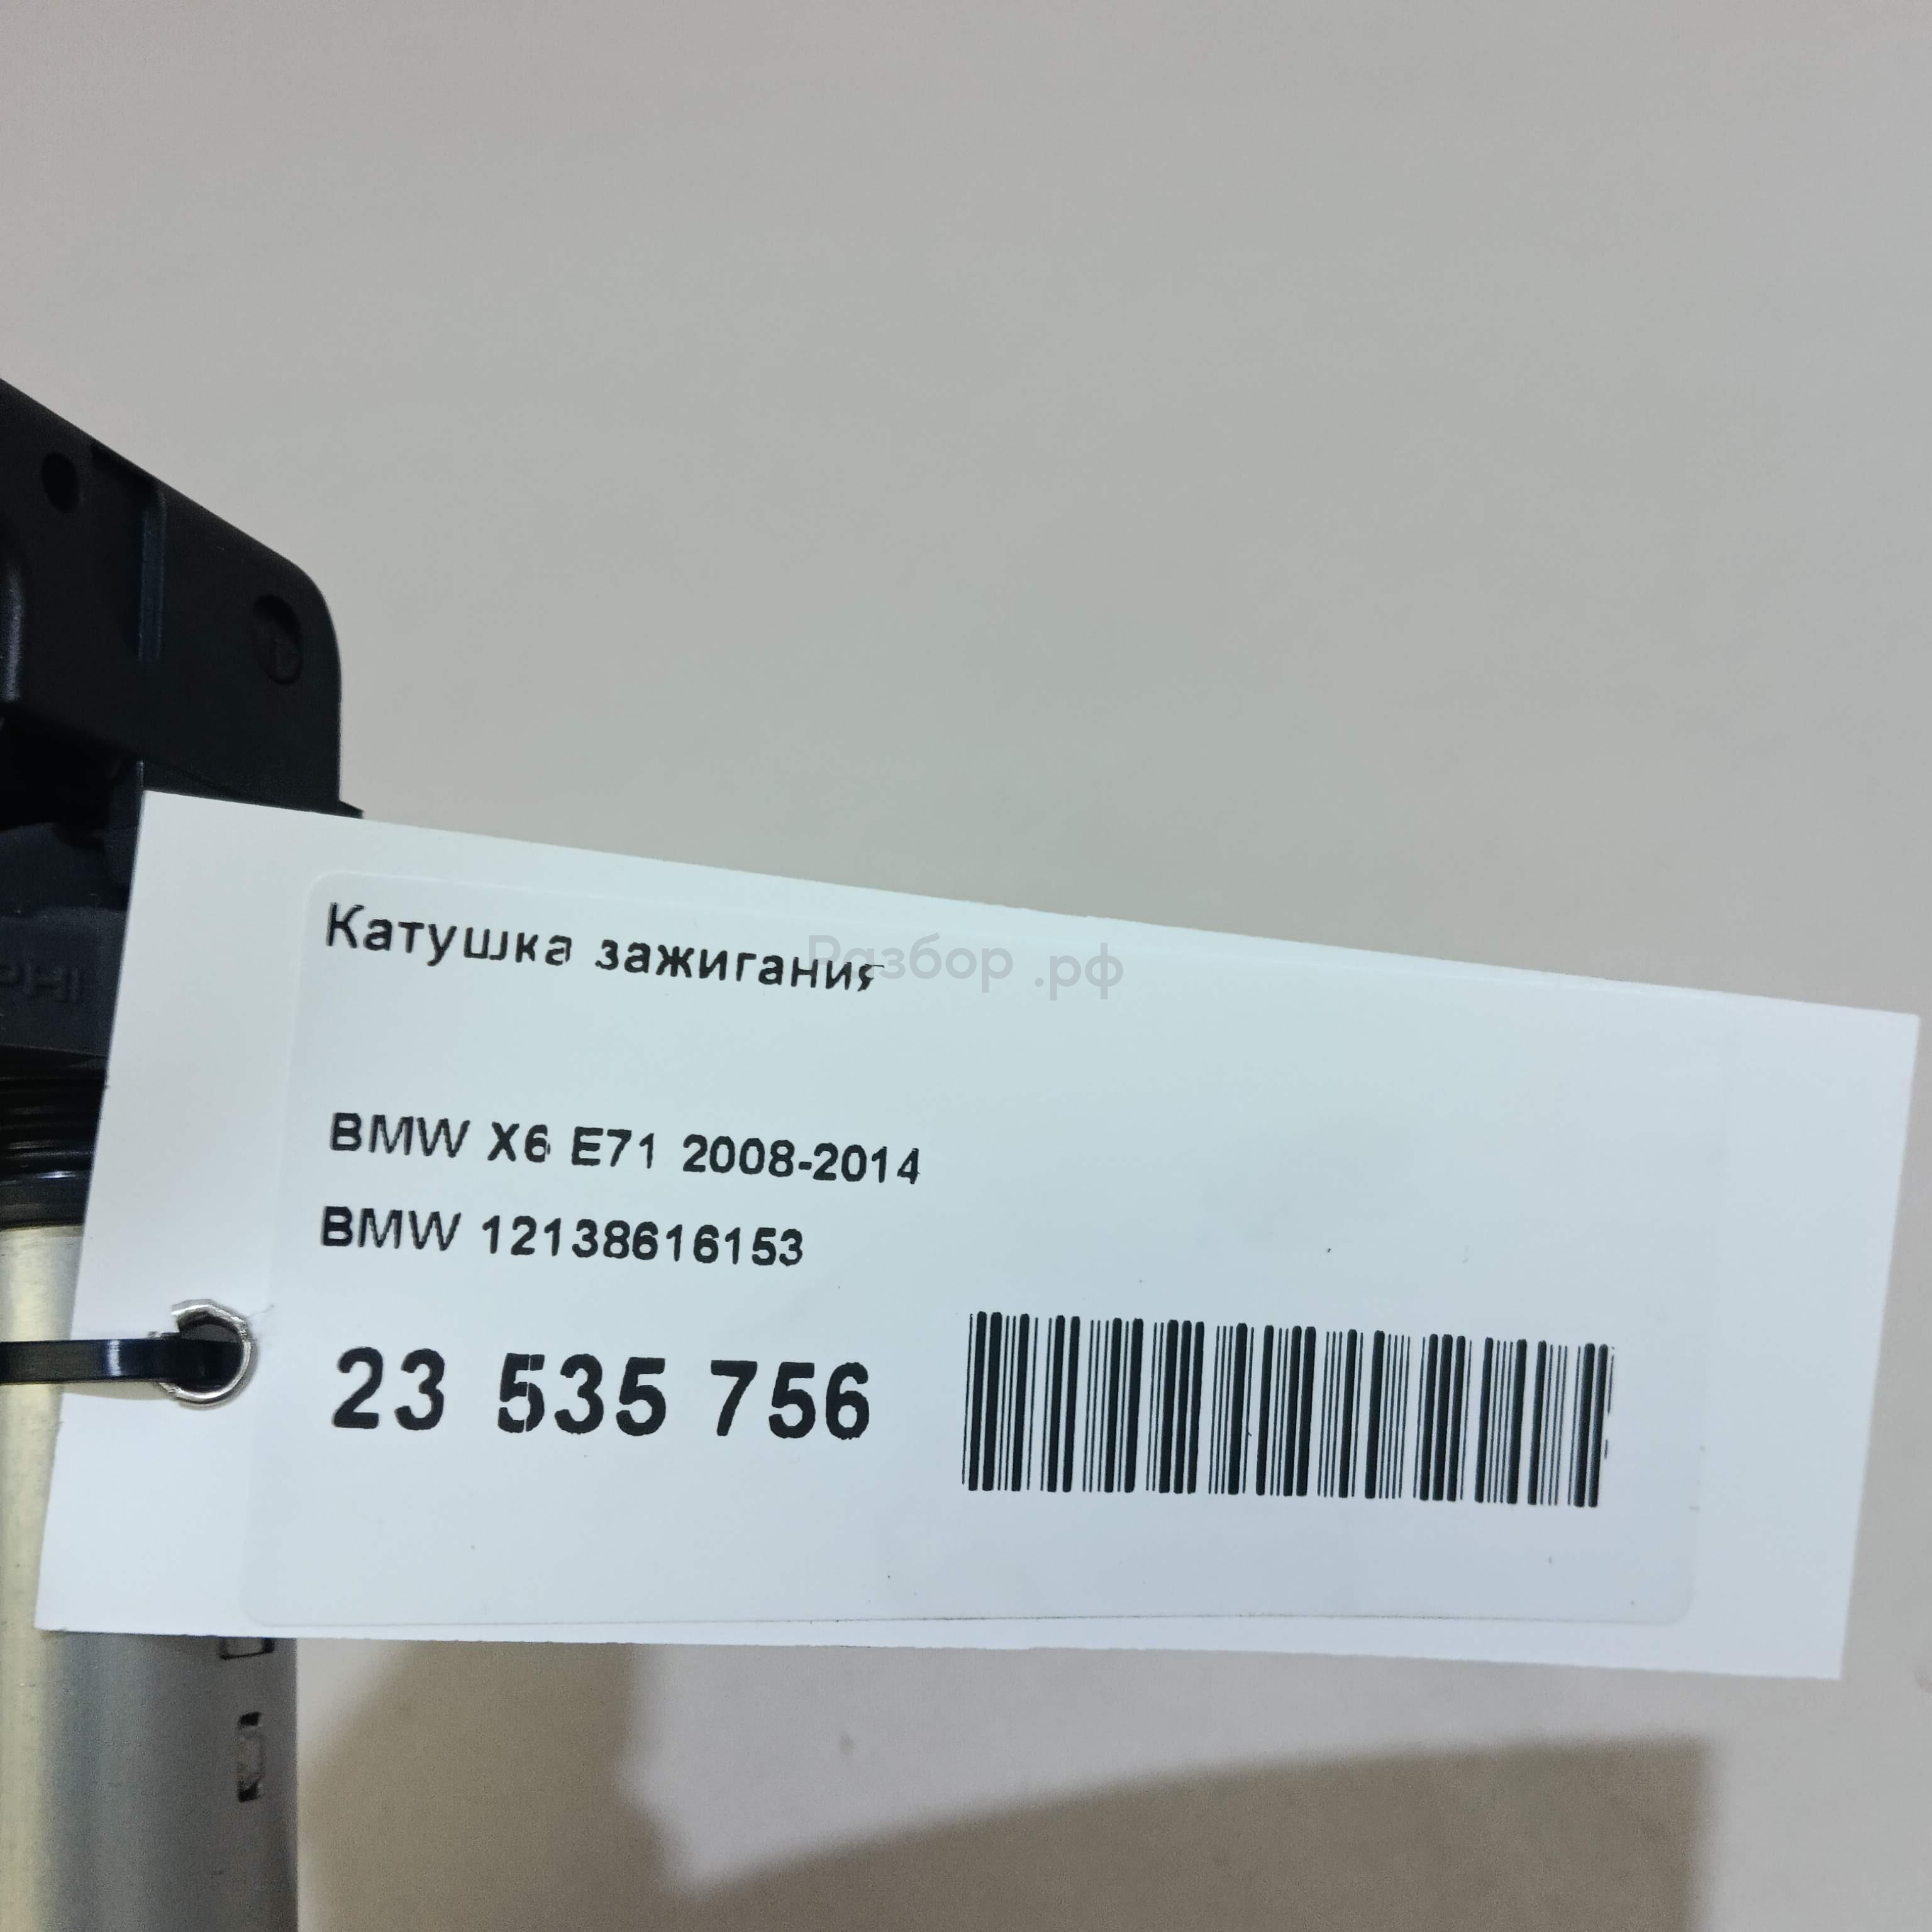 Катушка зажигания
Разбор.рф
BMW X6 E71 2008-2014
BMW 12138616153
23 535 756